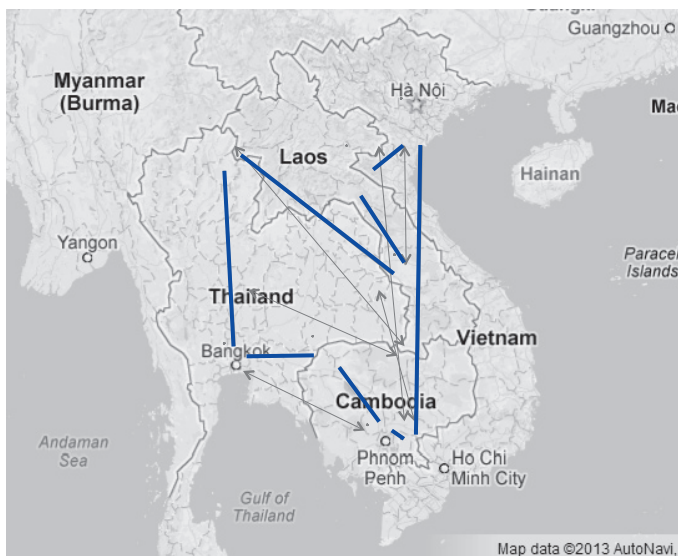 Guangzhou
Myanmar
(Burma)
Hà Nội
Mac
Laos
Hainan
Yangon
Paracel
Islands
Thailand
Vietnam
Bangkok
Cambodia
Andaman
Sea
Phnom
Penh
Ho Chi
Minh City
Gulf of
Thailand
Map data ©2013 AutoNavi,